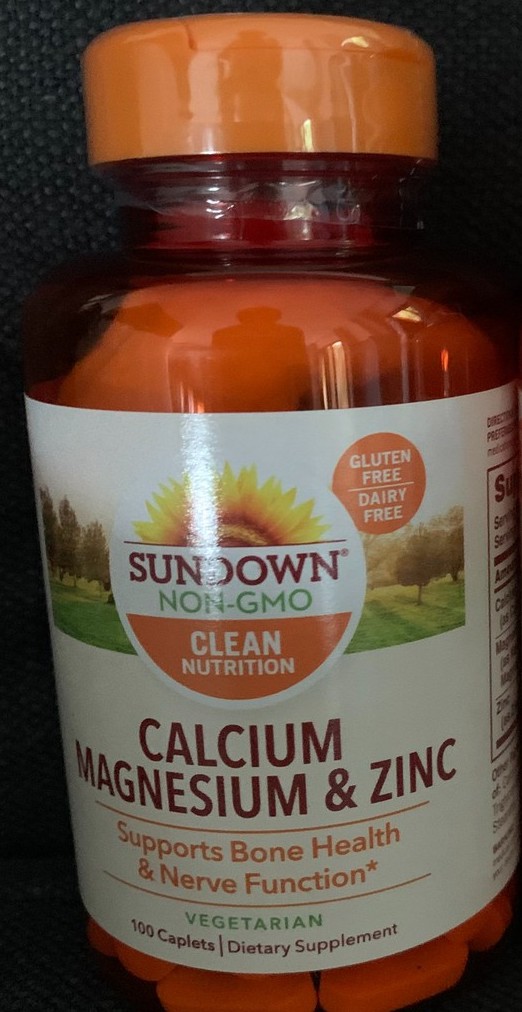 GLUTEN
FREE
DAIRY
FREE
SUNDOWN®
NON-GMO
CLEAN
NUTRITION
CALCIUM
MAGNESIUM & ZINC
Supports Bone Health
& Nerve Function*
VEGETARIAN
100 Caplets | Dietary Supplement